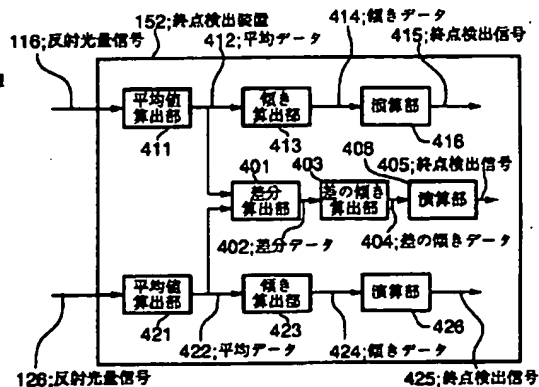 152;終点検出装置
414;傾きデータ
116;反射光量信号
412;平均データ
415;終点検出信号
平均値
算出部
411
傾き
算出部
413
演算部
416
401
差分
算出部
403
差の傾き
算出部
406
演算部
405;終点検出信号
402;差分データ
404;差の傾きデータ
平均値
算出部
421
傾き
算出部
423
演算部
426
126;反射光量信号
422;平均データ
424;傾きデータ
425;終点検出信号